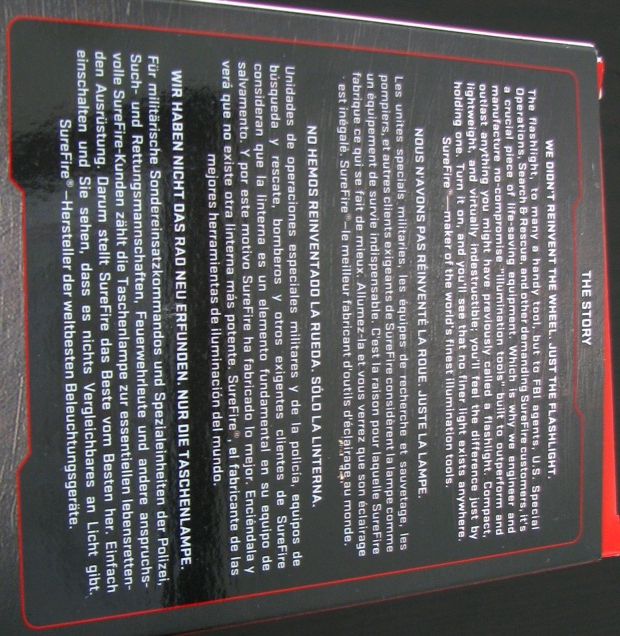 THE STORY
WE DIDN'T REINVENT THE WHEEL. JUST THE FLASHLIGHT.
The flashlight, to many a handy tool, but to FBI agents, U.S. Special
Operations, Search & Rescue, and other demanding SureFire customers, it's
a crucial piece of life-saving equipment. Which is why we engineer and
manufacture no-compromise "illumination tools" built to outperform and
outlast anything you might have previously called a flashlight. Compact,
lightweight, and virtually indestructible; you'll feel the difference just by
holding one. Turn it on, and you'll see that no finer light exists anywhere.
SureFire®—maker of the world's finest illumination tools.
NOUS N'AVONS PAS RÉINVENTÉ LA ROUE. JUSTE LA LAMPE.
Les unités specials militaires, les équipes de recherche et sauvetage, les
pompiers, et autres clients exigeants de SureFire considèrent la lampe comme
un équipement de survie indispensable. C'est la raison pour laquelle SureFire
fabrique ce qui se fait de mieux. Allumez-la et vous verrez que son éclairage
est inégalé. SureFire®—le meilleur fabricant d'outils d'éclairage au monde.
NO HEMOS REINVENTADO LA RUEDA. SÓLO LA LINTERNA.
Unidades de operaciones especiales militares y de la policía, equipos de
búsqueda y rescate, bomberos y otros exigentes clientes de SureFire
consideran que la linterna es un elemento fundamental en su equipo de
salvamento. Y por este motivo SureFire ha fabricado lo mejor. Enciéndala y
verá que no existe otra linterna más potente. SureFire®, el fabricante de las
mejores herramientas de iluminación del mundo.
WIR HABEN NICHT DAS RAD NEU ERFINDEN. NUR DIE TASCHENLAMPE.
Für militärische Sondereinsatzkommandos und Spezialeinheiten der Polizei,
Such- und Rettungsmannschaften, Feuerwehrleute und andere anspruchs-
volle SureFire-Kunden zählt die Taschenlampe zur essentiellen lebensretten-
den Ausrüstung. Darum stellt SureFire das Beste vom Besten her. Einfach
einschalten und Sie sehen, dass es nichts Vergleichbares an Licht gibt.
SureFire®—Hersteller der weltbesten Beleuchtungsgeräte.